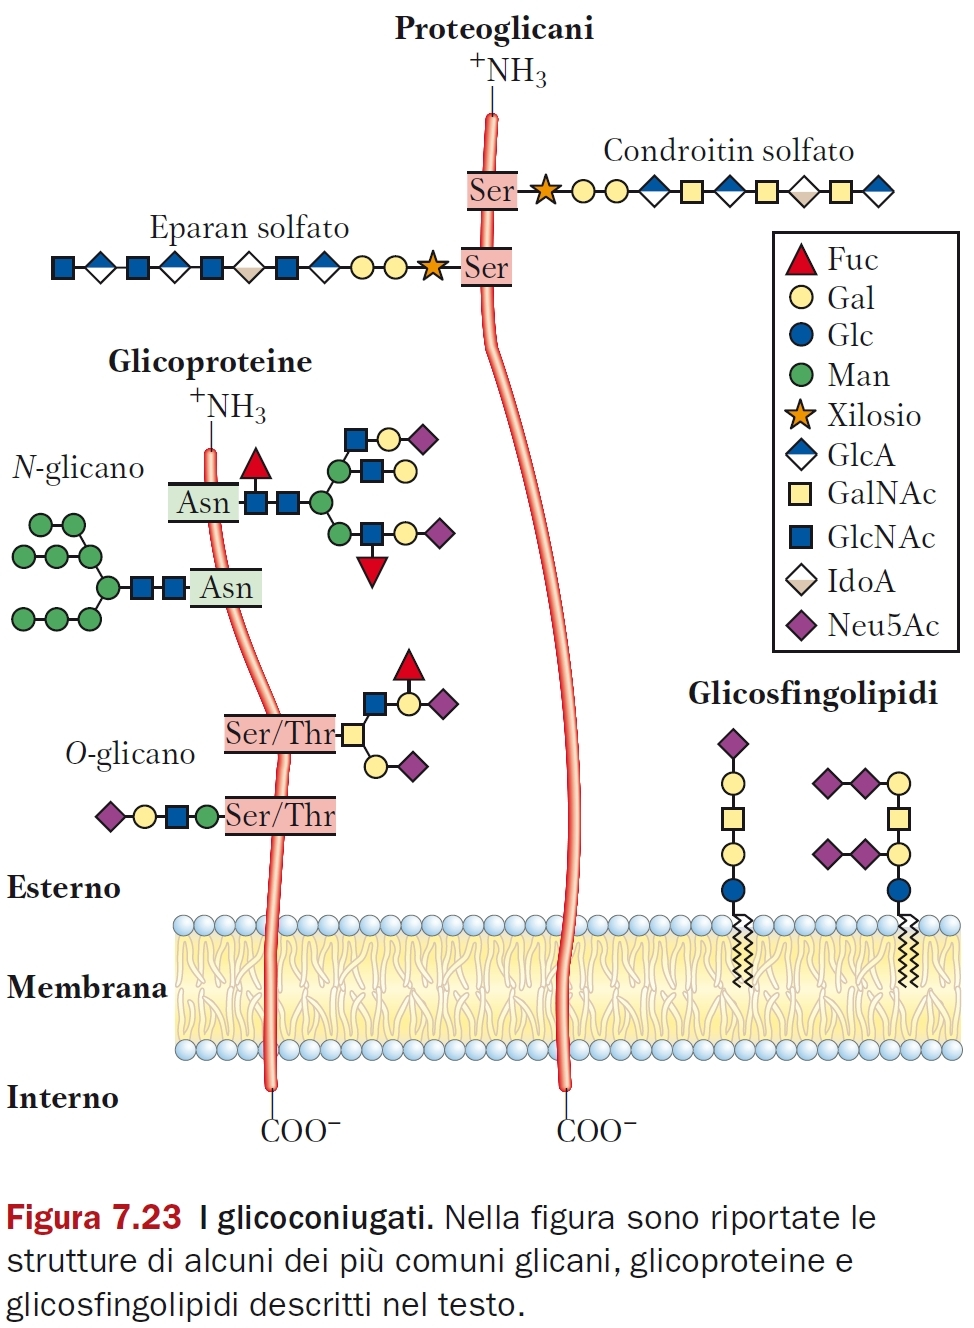 Proteoglicani
+NH3
Condroitin solfato
Ser
Eparan solfato
Ser
Fuc
Gal
Glc
Man
Xilosio
GlcA
GalNAc
GlcNAc
IdoA
Neu5Ac
Glicoproteine
+NH3
N-glicano
Asn
Asn
Ser/Thr
O-glicano
Ser/Thr
Glicosfingolipidi
Esterno
Membrana
Interno
COO−
COO−
Figura 7.23 I glicoconiugati. Nella figura sono riportate le
strutture di alcuni dei più comuni glicani, glicoproteine e
glicosfingolipidi descritti nel testo.